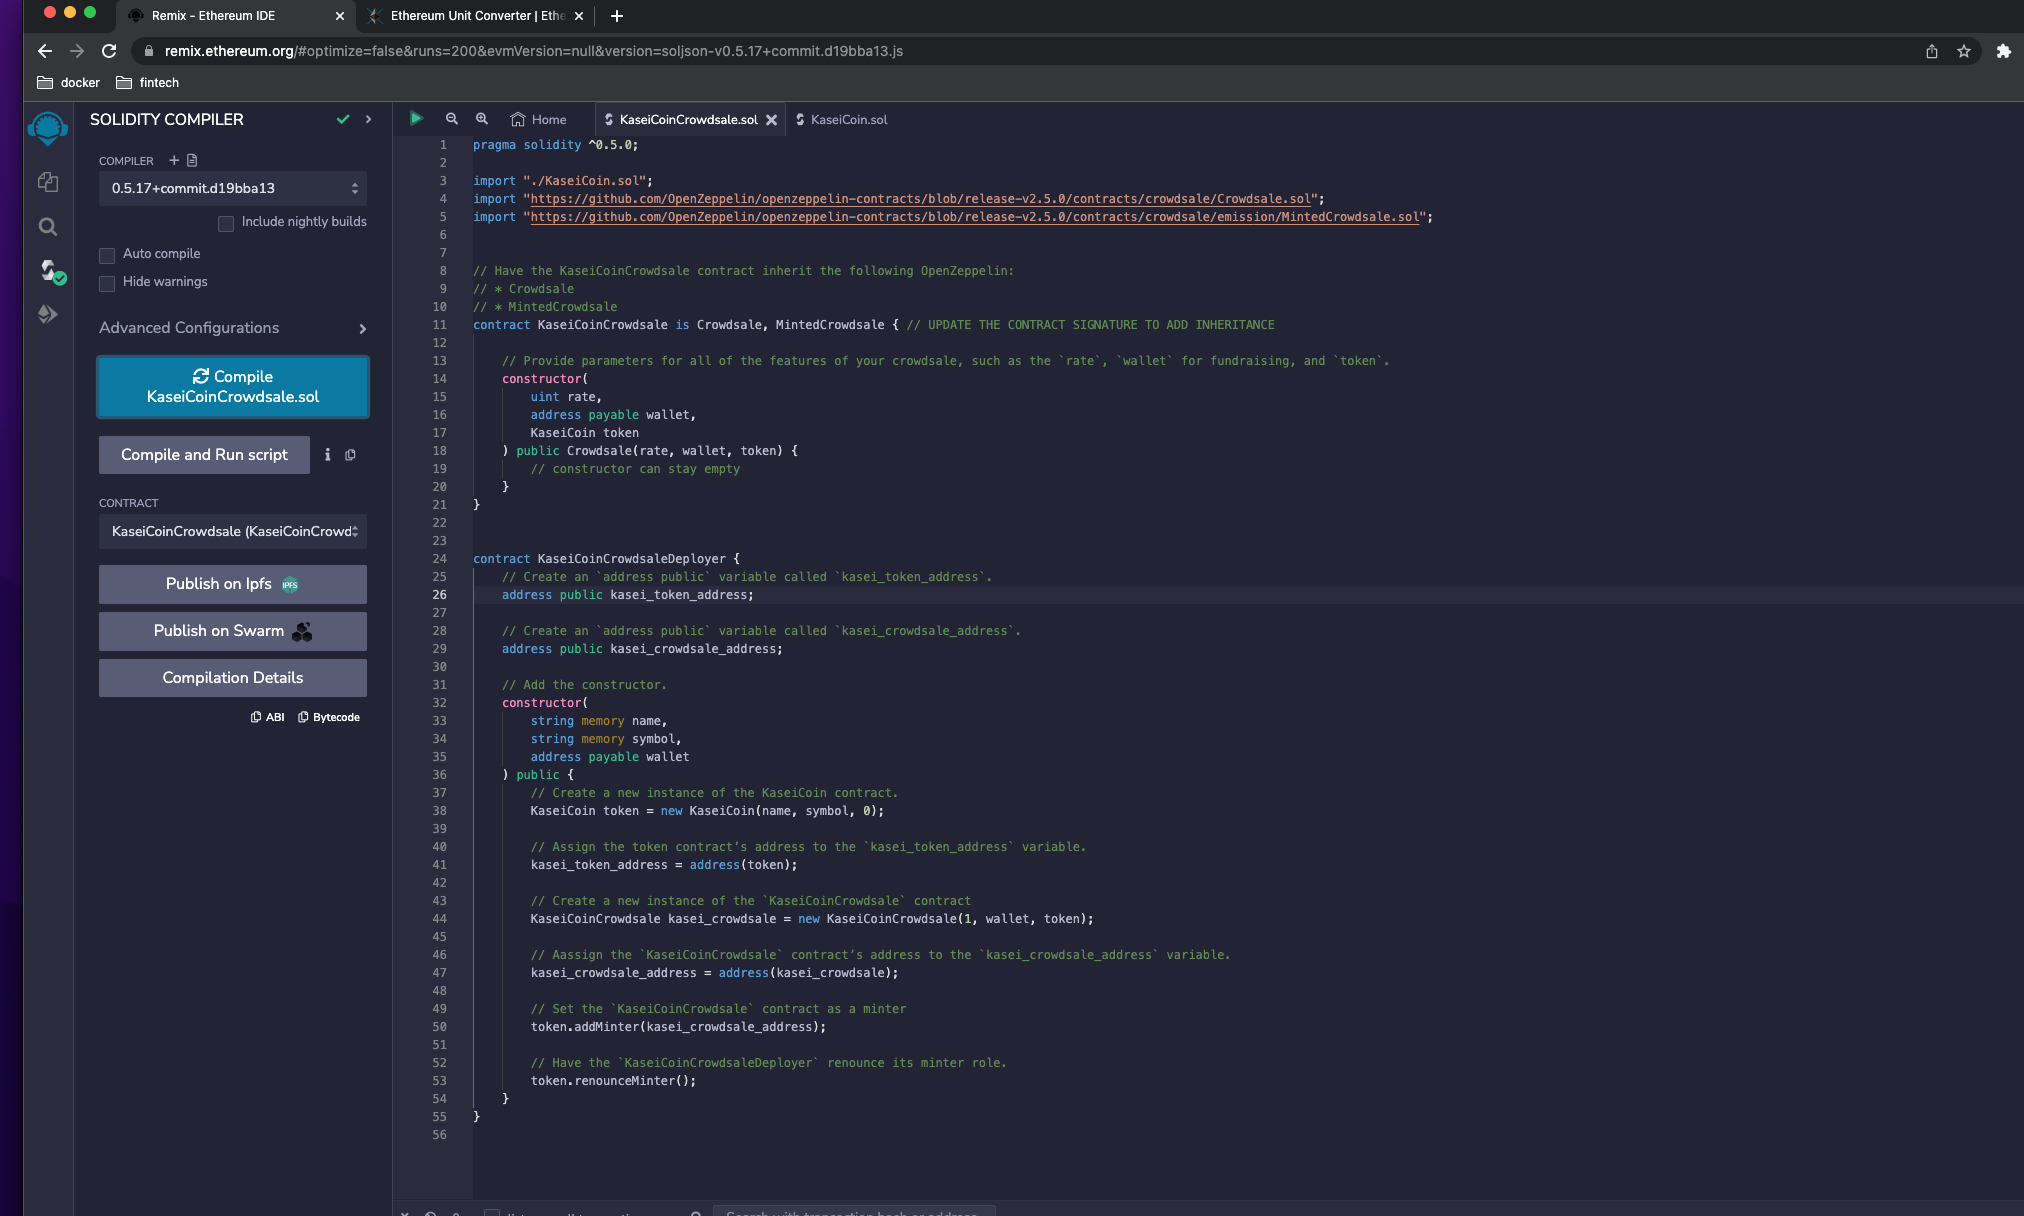 Remix - Ethereum IDE
Ethereum Unit Converter | Ethe
remix.ethereum.org/#optimize=false&runs=200&evmVersion=null&version=soljson-v0.5.17+commit.d19bba13.js
docker
fintech
SOLIDITY COMPILER
COMPILER
0.5.17+commit.d19bba13
Include nightly builds
Auto compile
Hide warnings
Advanced Configurations
Compile
KaseiCoinCrowdsale.sol
Compile and Run script
CONTRACT
KaseiCoinCrowdsale (KaseiCoinCrowd
Publish on Ipfs
IPFS
Publish on Swarm
Compilation Details
ABI
Bytecode
Home
KaseiCoinCrowdsale.sol
KaseiCoin.sol
1 pragma solidity ^0.5.0;
2
3 import "./KaseiCoin.sol";
4 import "https://github.com/OpenZeppelin/openzeppelin-contracts/blob/release-v2.5.0/contracts/crowdsale/Crowdsale.sol";
5 import "https://github.com/OpenZeppelin/openzeppelin-contracts/blob/release-v2.5.0/contracts/crowdsale/emission/MintedCrowdsale.sol";
6
7
8 // Have the KaseiCoinCrowdsale contract inherit the following OpenZeppelin:
9 // * Crowdsale
10 // * MintedCrowdsale
11 contract KaseiCoinCrowdsale is Crowdsale, MintedCrowdsale { // UPDATE THE CONTRACT SIGNATURE TO ADD INHERITANCE
12
13 // Provide parameters for all of the features of your crowdsale, such as the `rate`, `wallet` for fundraising, and `token`.
14 constructor(
15 uint rate,
16 address payable wallet,
17 KaseiCoin token
18 ) public Crowdsale(rate, wallet, token) {
19 // constructor can stay empty
20 }
21 }
22
23
24 contract KaseiCoinCrowdsaleDeployer {
25 // Create an `address public` variable called `kasei_token_address`.
26 address public kasei_token_address;
27
28 // Create an `address public` variable called `kasei_crowdsale_address`.
29 address public kasei_crowdsale_address;
30
31 // Add the constructor.
32 constructor(
33 string memory name,
34 string memory symbol,
35 address payable wallet
36 ) public {
37 // Create a new instance of the KaseiCoin contract.
38 KaseiCoin token = new KaseiCoin(name, symbol, 0);
39
40 // Assign the token contract’s address to the `kasei_token_address` variable.
41 kasei_token_address = address(token);
42
43 // Create a new instance of the `KaseiCoinCrowdsale` contract
44 KaseiCoinCrowdsale kasei_crowdsale = new KaseiCoinCrowdsale(1, wallet, token);
45
46 // Aassign the `KaseiCoinCrowdsale` contract’s address to the `kasei_crowdsale_address` variable.
47 kasei_crowdsale_address = address(kasei_crowdsale);
48
49 // Set the `KaseiCoinCrowdsale` contract as a minter
50 token.addMinter(kasei_crowdsale_address);
51
52 // Have the `KaseiCoinCrowdsaleDeployer` renounce its minter role.
53 token.renounceMinter();
54 }
55 }
56
Search with transaction hash or address